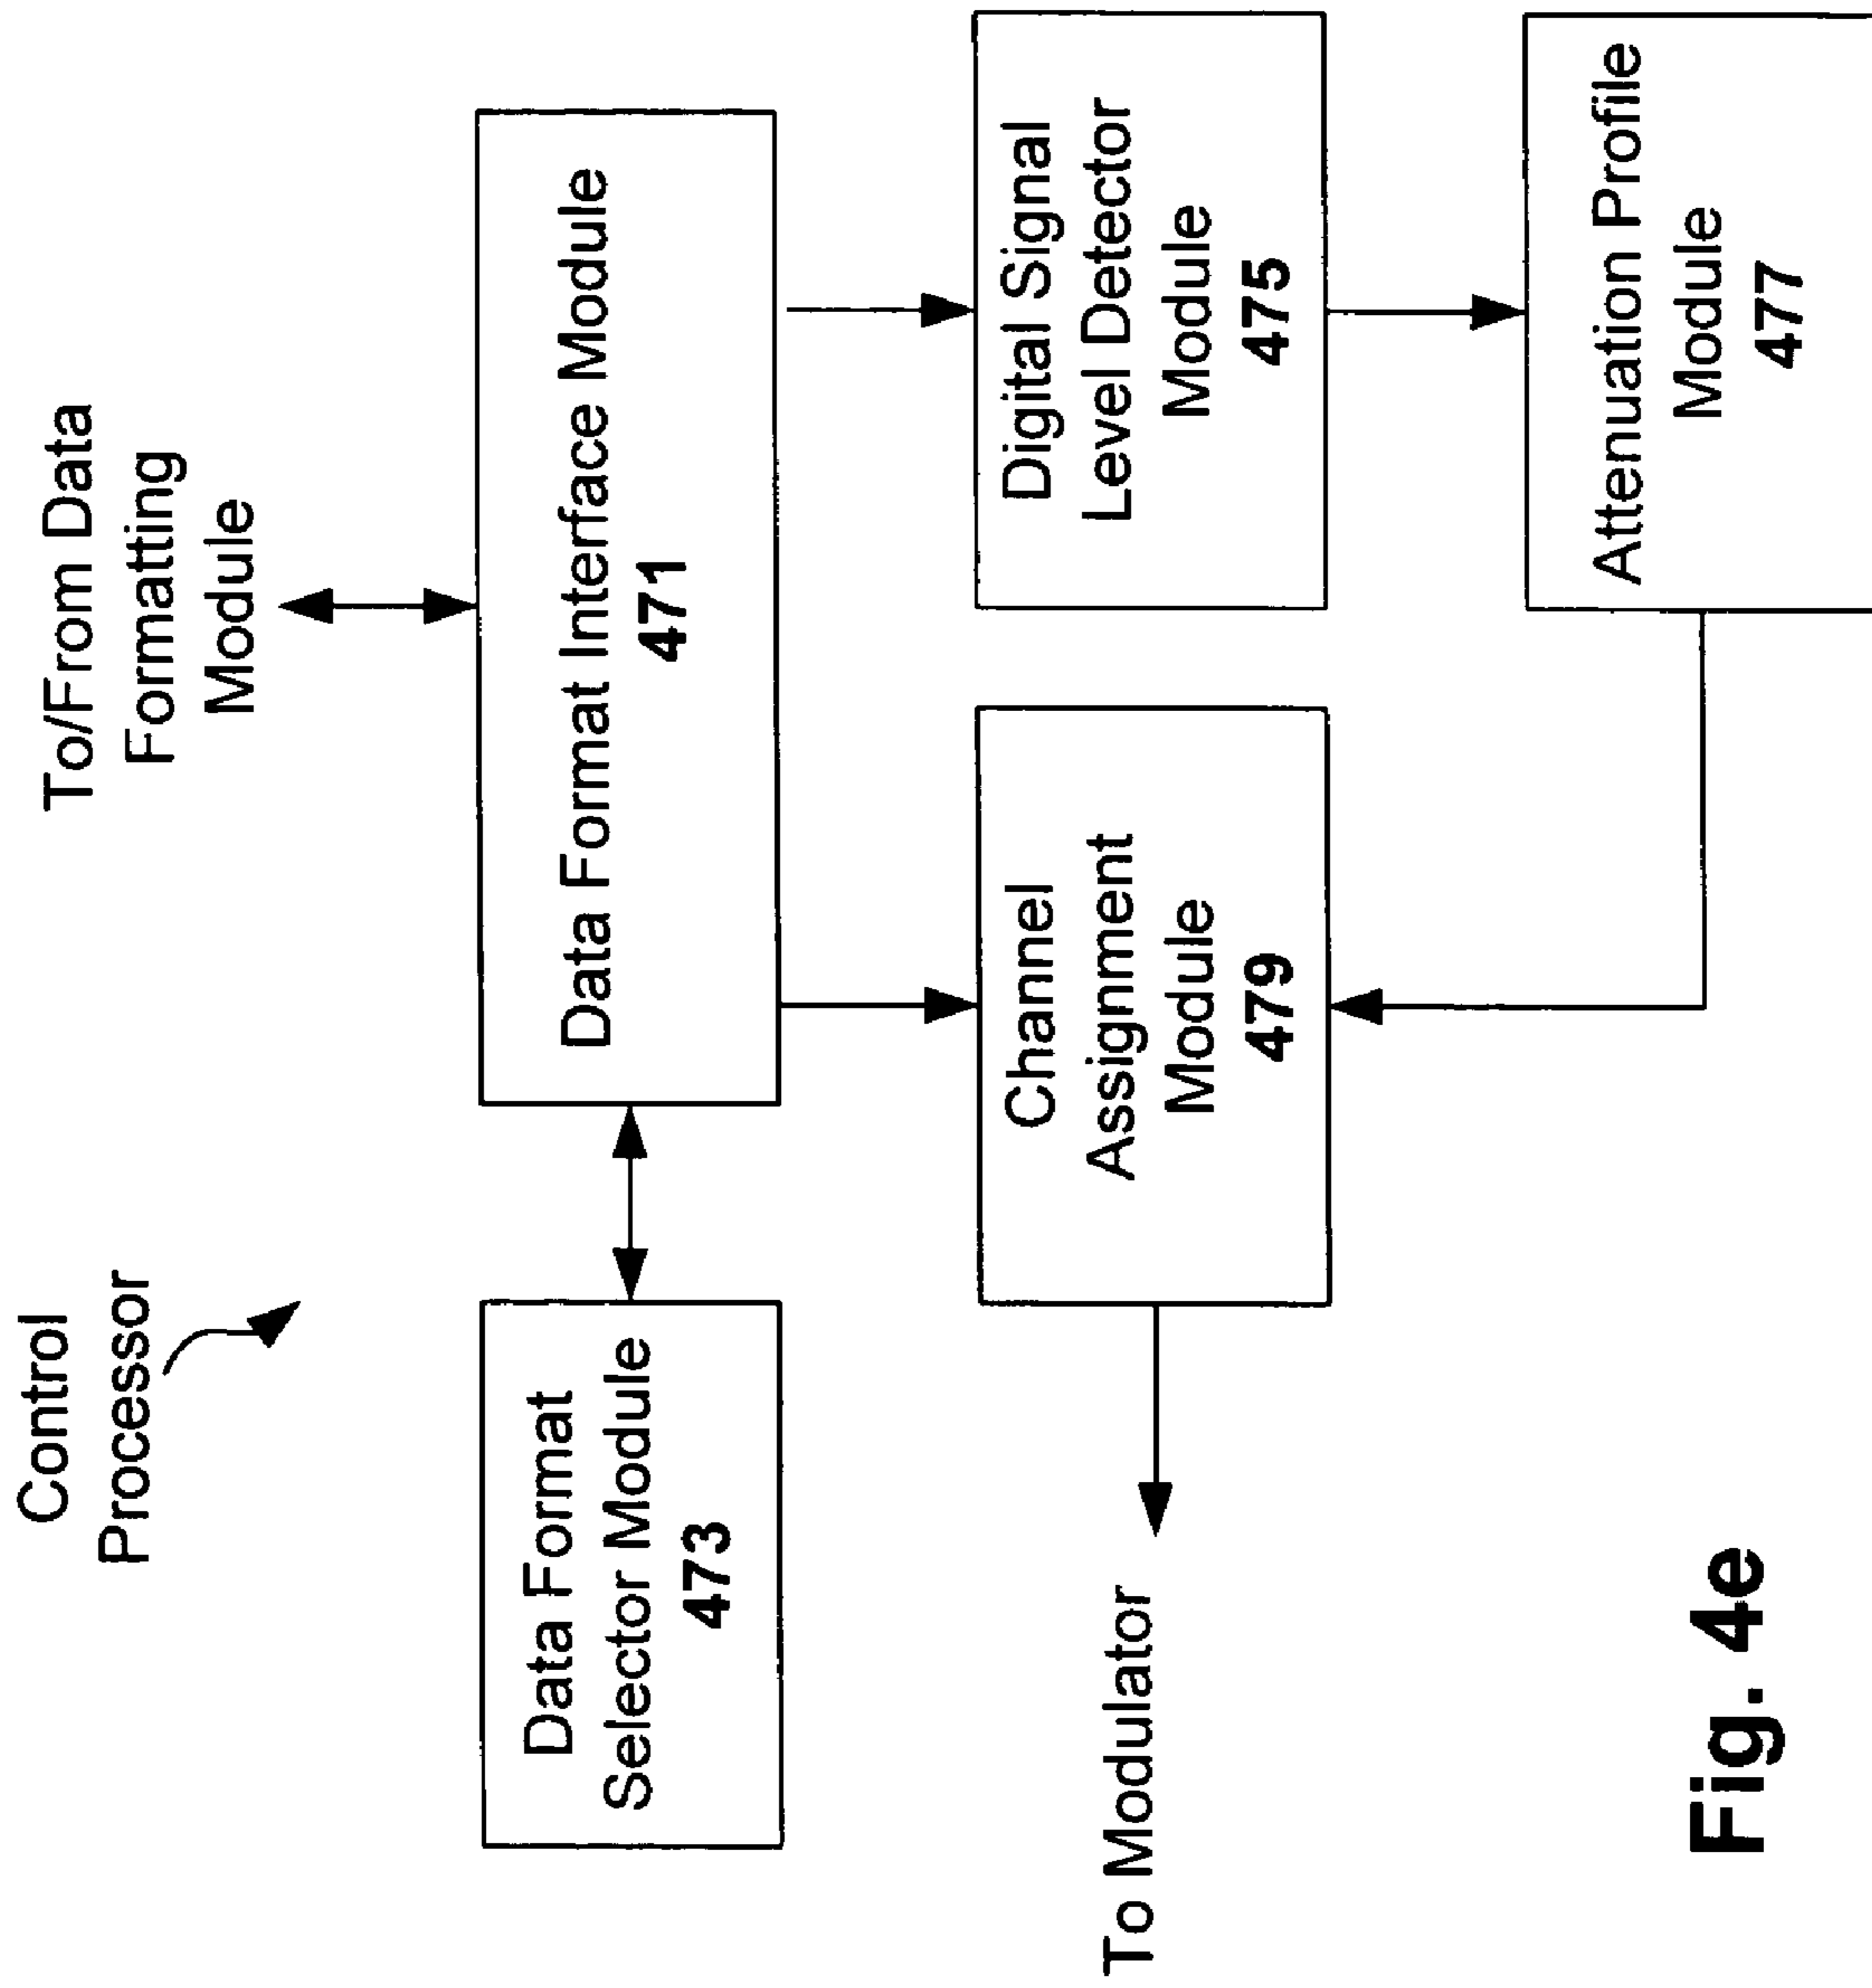 Control
Processor
To/From Data
Formatting
Module
Data Format
Selector Module
473
Data Format Interface Module
471
To Modulator
Channel
Assignment
Module
479
Digital Signal
Level Detector
Module
475
Attenuation Profile
Module
477
Fig. 4e